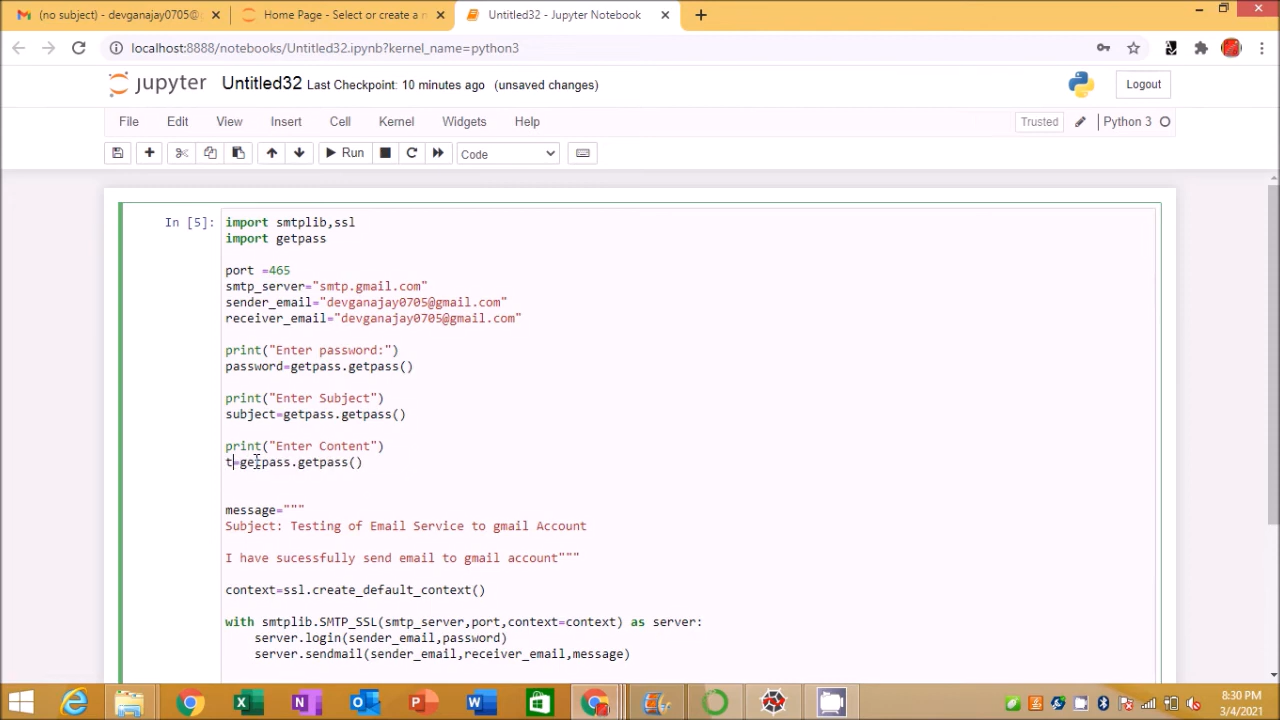 (no subject) - devganajay0705@
Home Page - Select or create a n
Untitled32 - Jupyter Notebook
localhost:8888/notebooks/Untitled32.ipynb?kernel_name=python3
jupyter Untitled32 Last Checkpoint: 10 minutes ago (unsaved changes)
Logout
File Edit View Insert Cell Kernel Widgets Help
Trusted
Python 3
Run
Code
In [5]:
import smtplib,ssl
import getpass
port =465
smtp_server="smtp.gmail.com"
sender_email="devganajay0705@gmail.com"
receiver_email="devganajay0705@gmail.com"
print("Enter password:")
password=getpass.getpass()
print("Enter Subject")
subject=getpass.getpass()
print("Enter Content")
t=getpass.getpass()
message="""
Subject: Testing of Email Service to gmail Account
I have sucessfully send email to gmail account"""
context=ssl.create_default_context()
with smtplib.SMTP_SSL(smtp_server,port,context=context) as server:
    server.login(sender_email,password)
    server.sendmail(sender_email,receiver_email,message)
8:30 PM
3/4/2021